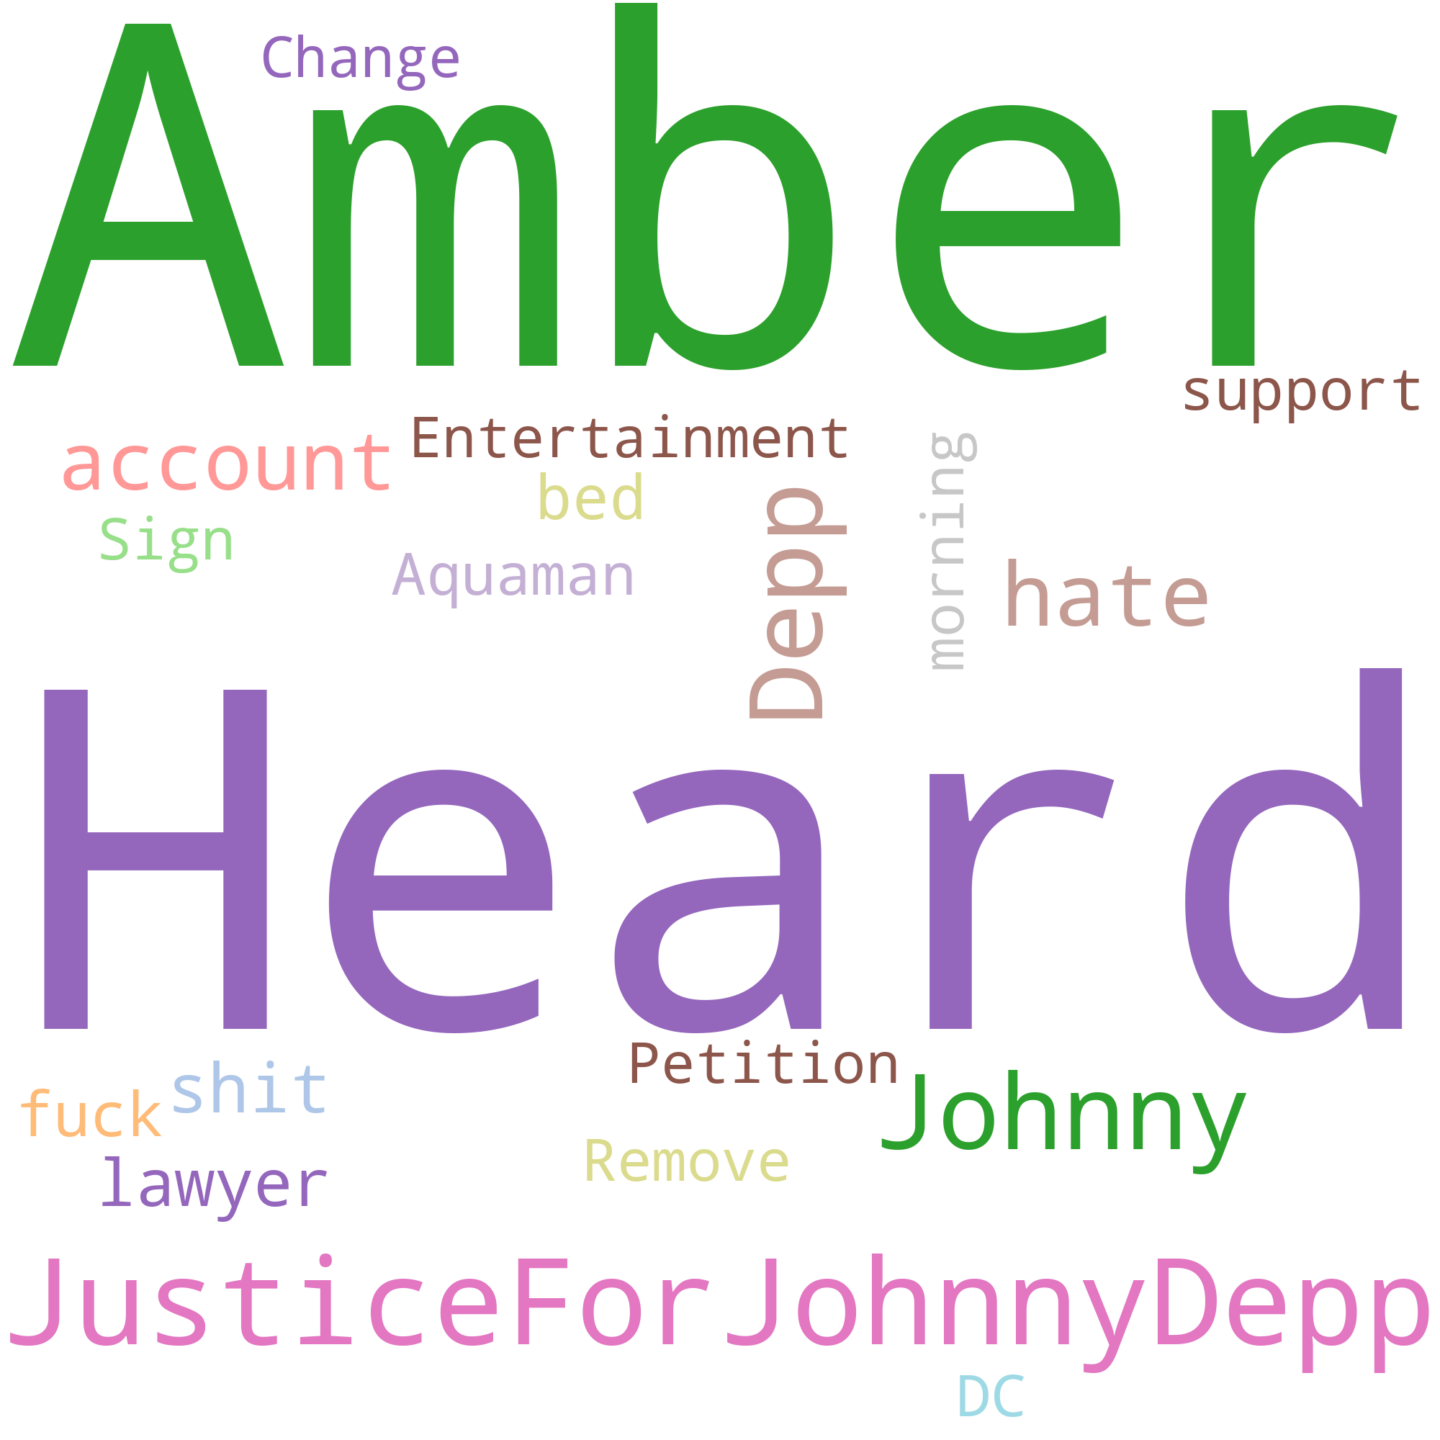 Amber
Change
support
Entertainment
account
bed
Depp
morning
Sign
Aquaman
hate
Heard
Petition
shit
Johnny
fuck
Remove
lawyer
JusticeForJohnnyDepp
DC